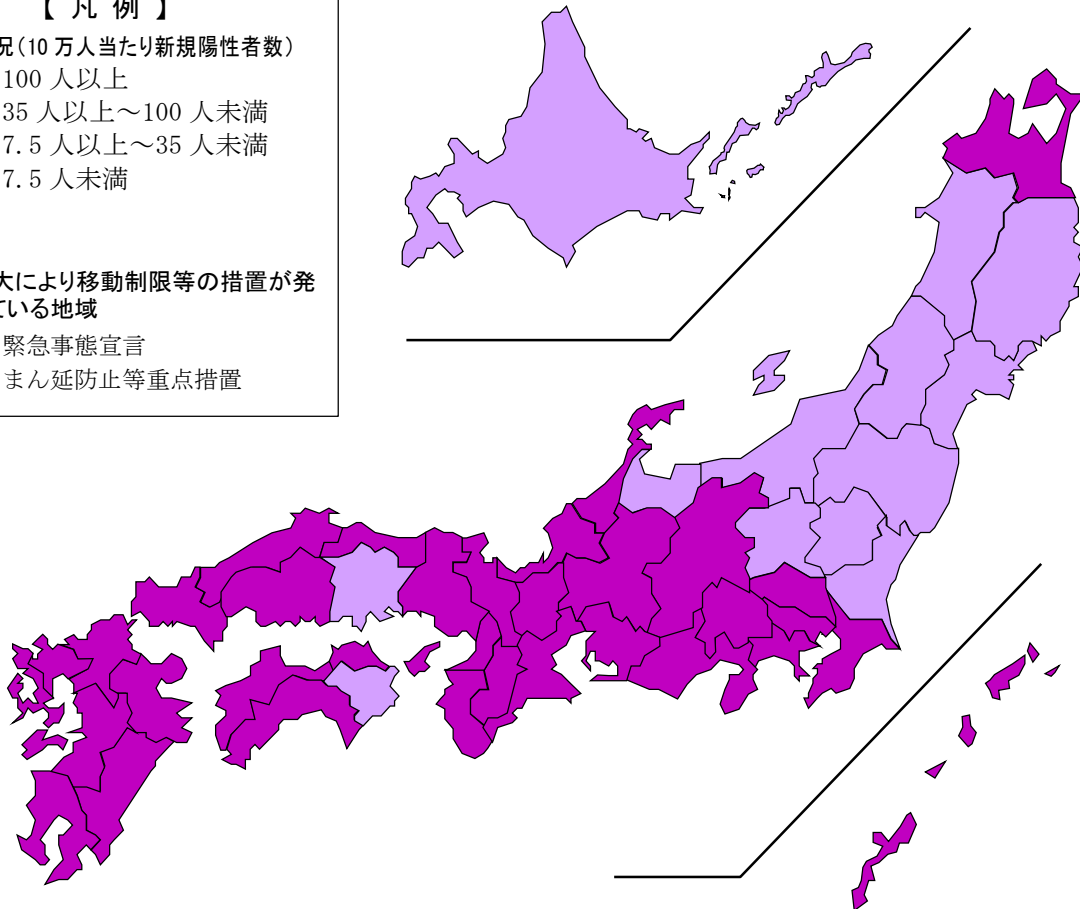 【 凡 例 】
況（10 万人当たり新規陽性者数）
100 人以上
35 人以上～100 人未満
7.5 人以上～35 人未満
7.5 人未満
大により移動制限等の措置が発
ている地域
緊急事態宣言
まん延防止等重点措置